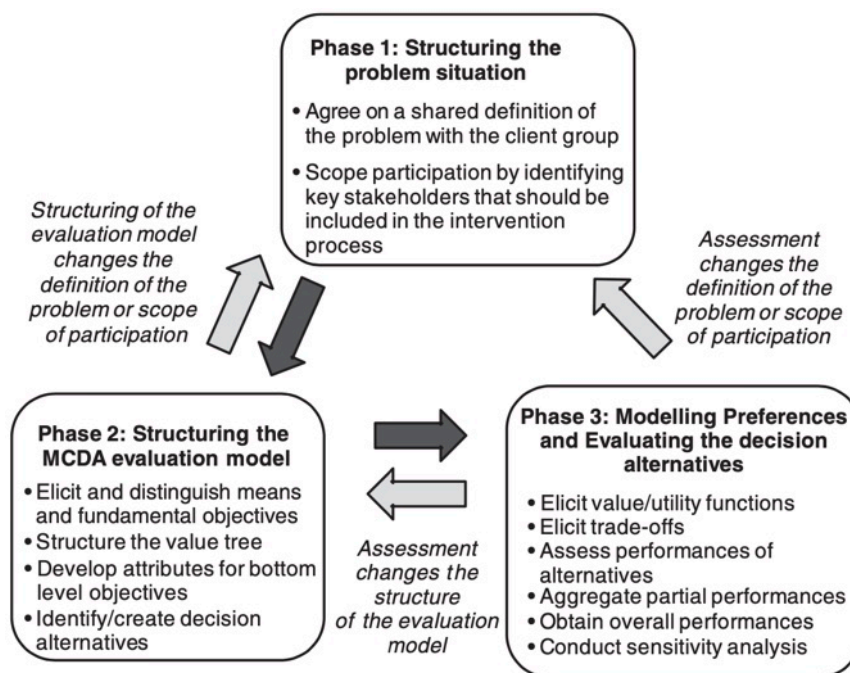 Phase 1: Structuring the
problem situation
• Agree on a shared definition of
the problem with the client group
• Scope participation by identifying
key stakeholders that should be
included in the intervention
process
Structuring of the
evaluation model
changes the
definition of the
problem or scope
of participation
Assessment
changes the
definition of the
problem or scope
of participation
Phase 2: Structuring the
MCDA evaluation model
• Elicit and distinguish means
and fundamental objectives
• Structure the value tree
• Develop attributes for bottom
level objectives
• Identify/create decision
alternatives
Assessment
changes the
structure
of the evaluation
model
Phase 3: Modelling Preferences
and Evaluating the decision
alternatives
• Elicit value/utility functions
• Elicit trade-offs
• Assess performances of
alternatives
• Aggregate partial performances
• Obtain overall performances
• Conduct sensitivity analysis